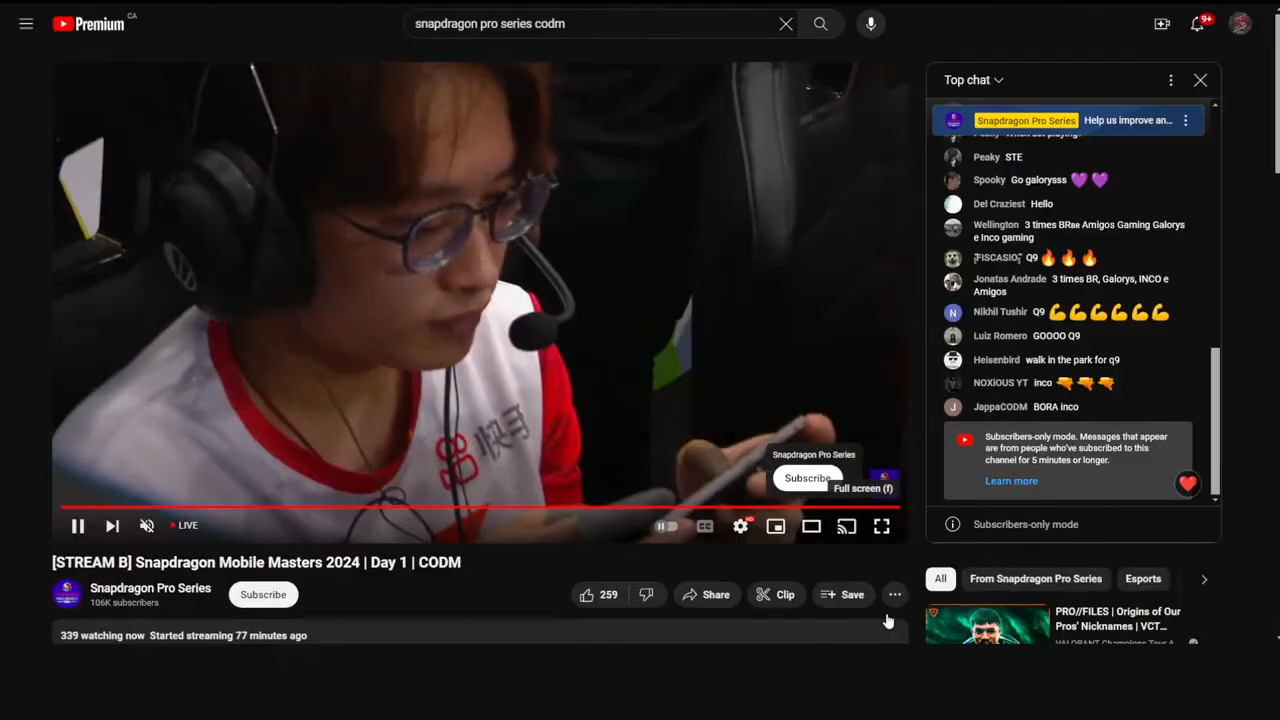 Premium CA
snapdragon pro series codm
9+
Top chat
Snapdragon Pro Series Help us improve an...
Peaky STE
Spooky Go galorysss 💜 💜
Del Craziest Hello
Wellington 3 times BRʙʀ Amigos Gaming Galorys
e Inco gaming
FISCASIO Q9 🔥 🔥 🔥
Jonatas Andrade 3 times BR, Galorys, INCO e
Amigos
N Nikhil Tushir Q9 💪💪💪💪💪💪
Luiz Romero GOOOO Q9
Heisenbird walk in the park for q9
NOXiOUS YT inco 🔫 🔫 🔫
J JappaCODM BORA inco
Subscribers-only mode. Messages that appear
are from people who've subscribed to this
channel for 5 minutes or longer.
Learn more
Subscribers-only mode
快手
Snapdragon Pro Series
Subscribe
Full screen (f)
LIVE
CC
HD
[STREAM B] Snapdragon Mobile Masters 2024 | Day 1 | CODM
Snapdragon Pro Series
106K subscribers
Subscribe
259
Share
Clip
Save
339 watching now Started streaming 77 minutes ago
All
From Snapdragon Pro Series
Esports
PRO//FILES | Origins of Our
Pros' Nicknames | VCT...
VALORANT Champions Tour